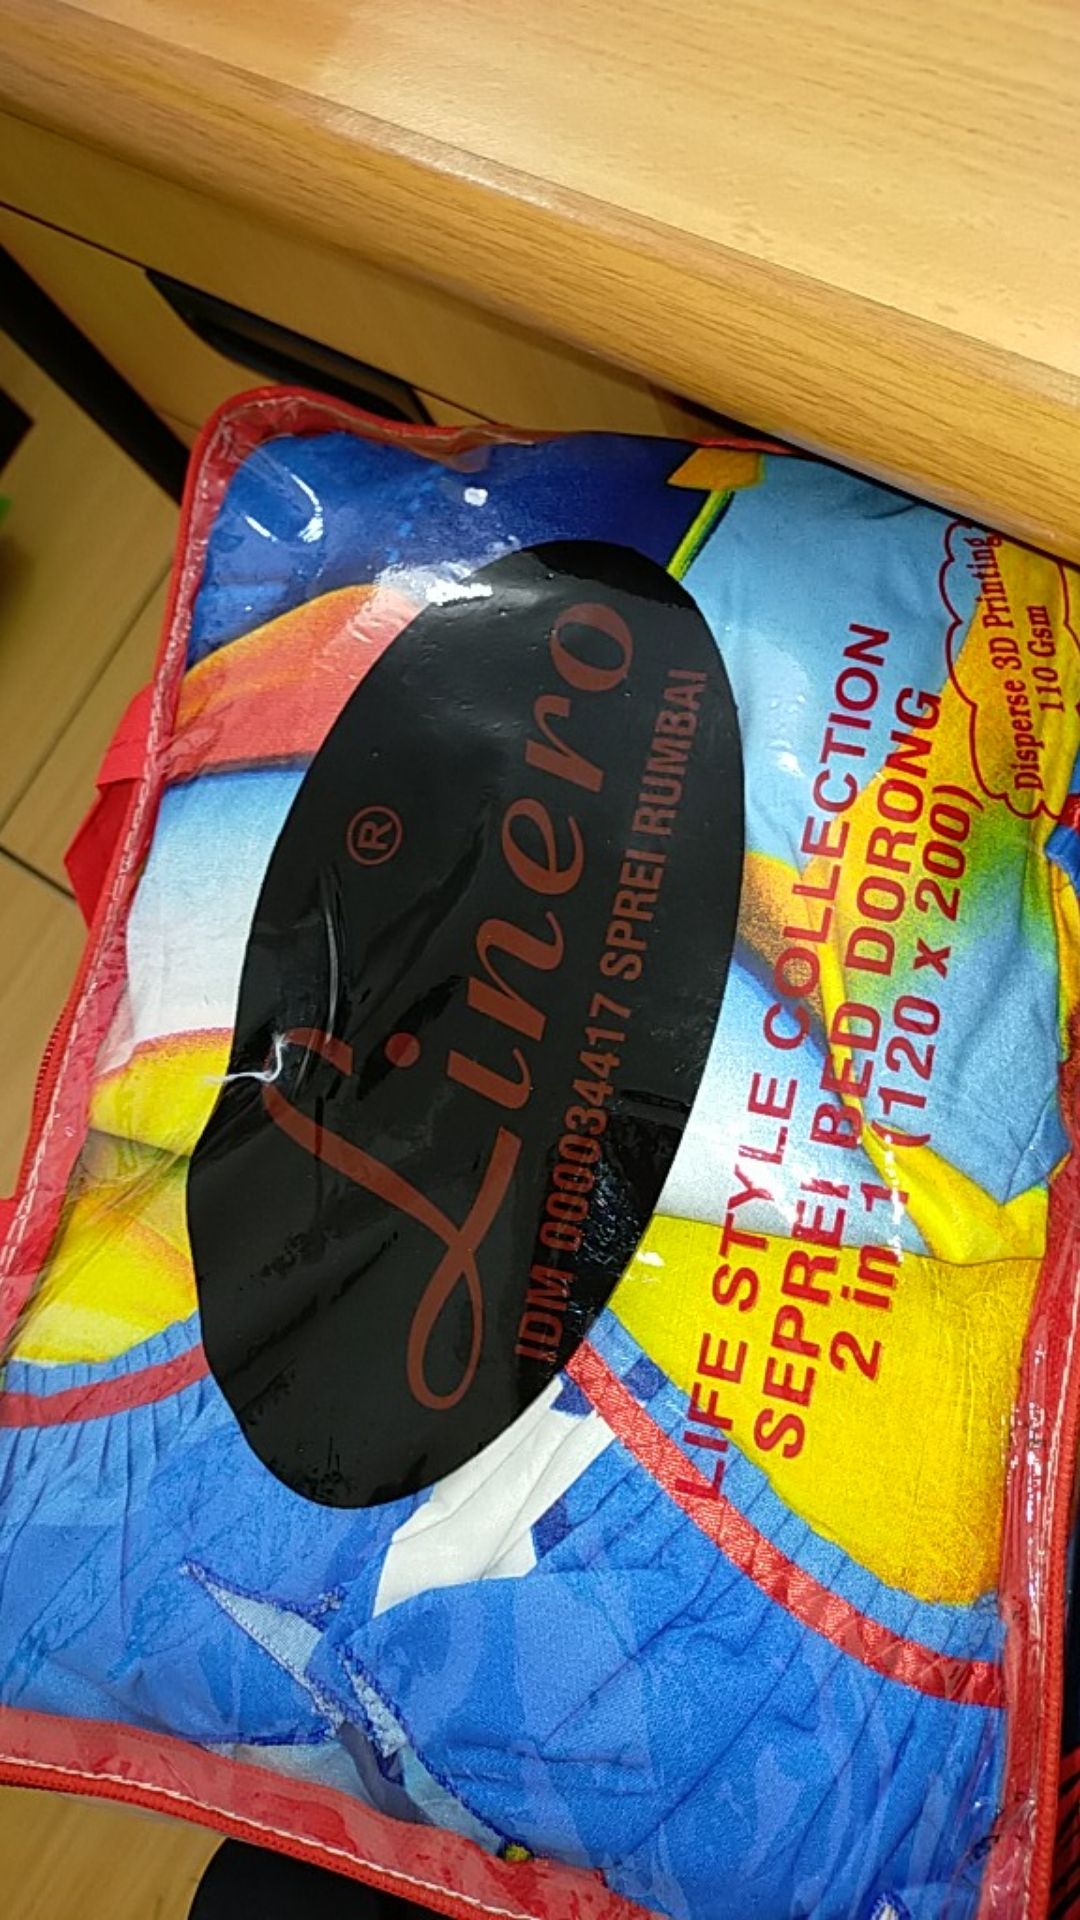 Linero ®
IDM 000034417 SPREI RUMBAI
LIFE STYLE COLLECTION
SEPREI BED DORONG
2 in 1 (120 x 200)
Disperse 3D Printing
110 Gsm